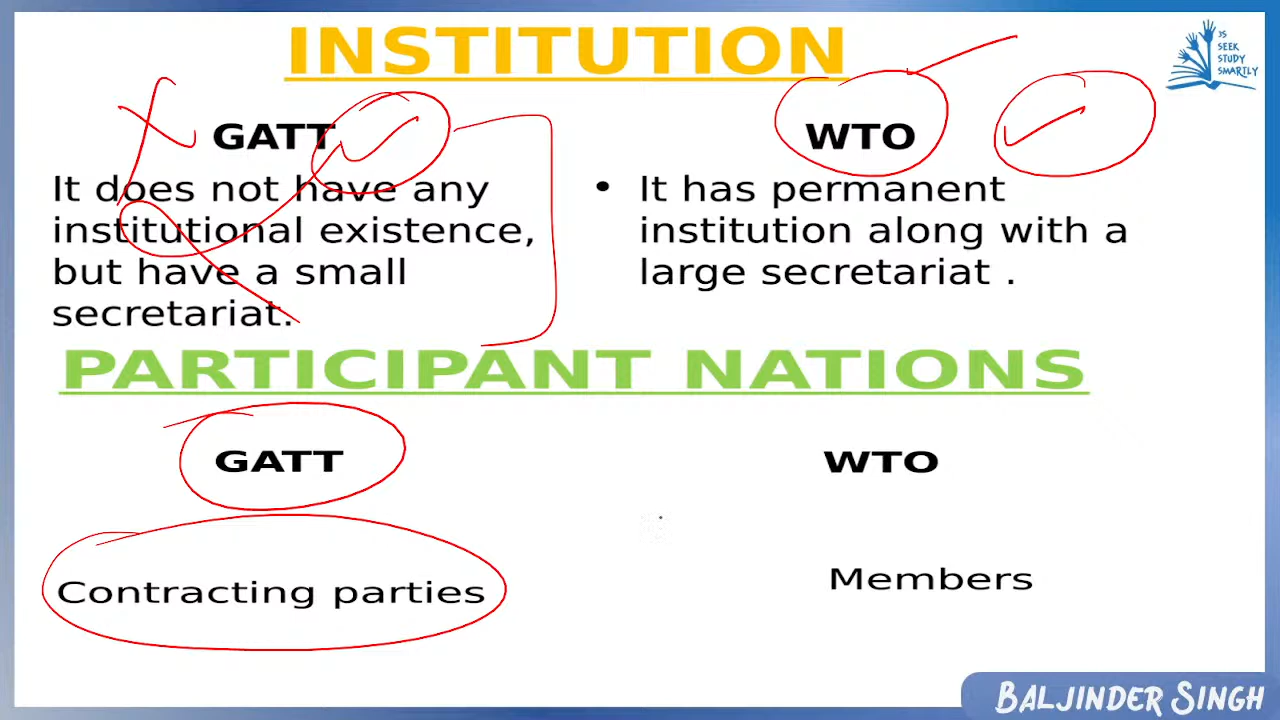 INSTITUTION
3S
SEEK
STUDY
SMARTLY
GATT
It does not have any
institutional existence,
but have a small
secretariat.
WTO
• It has permanent
institution along with a
large secretariat .
PARTICIPANT NATIONS
GATT
WTO
Contracting parties
Members
BALJINDER SINGH